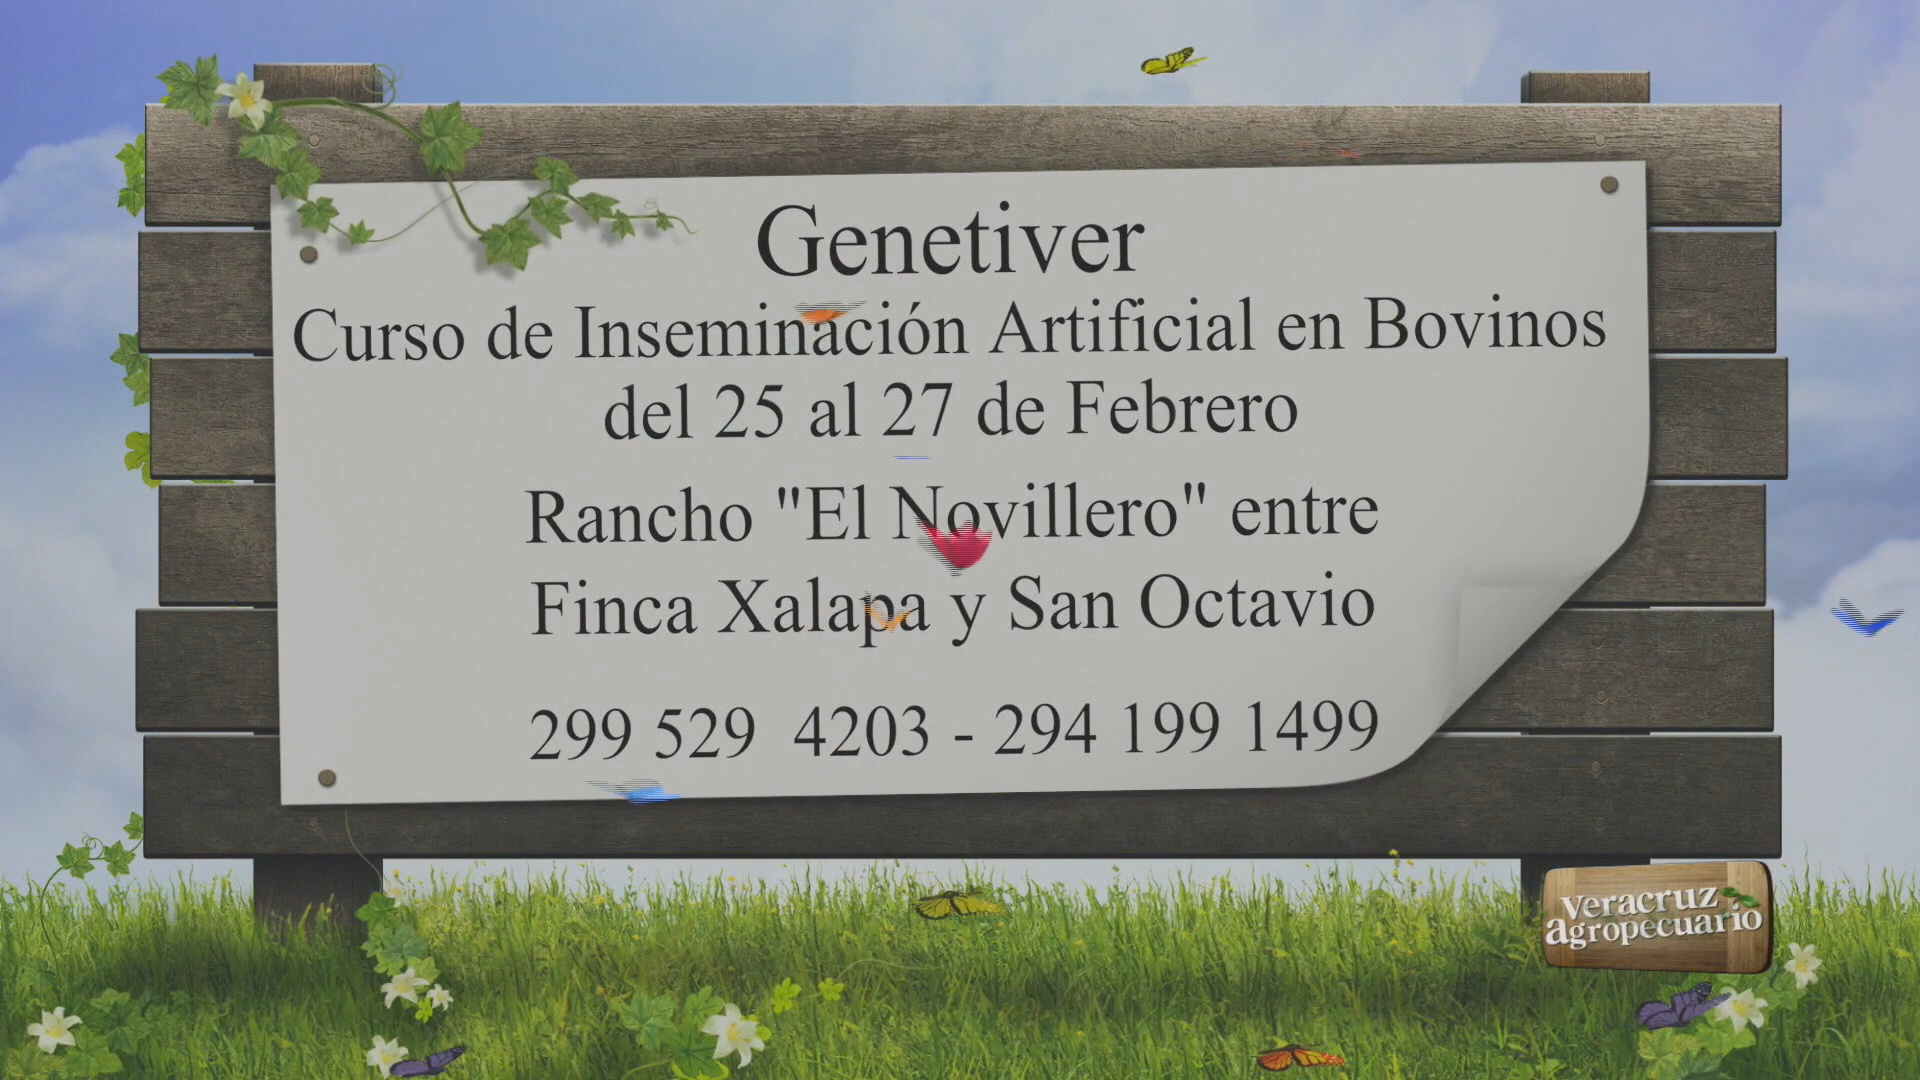 Genetiver
Curso de Inseminación Artificial en Bovinos
del 25 al 27 de Febrero
Rancho "El Novillero" entre
Finca Xalapa y San Octavio
299 529 4203 - 294 199 1499
veracruz
agropecuario